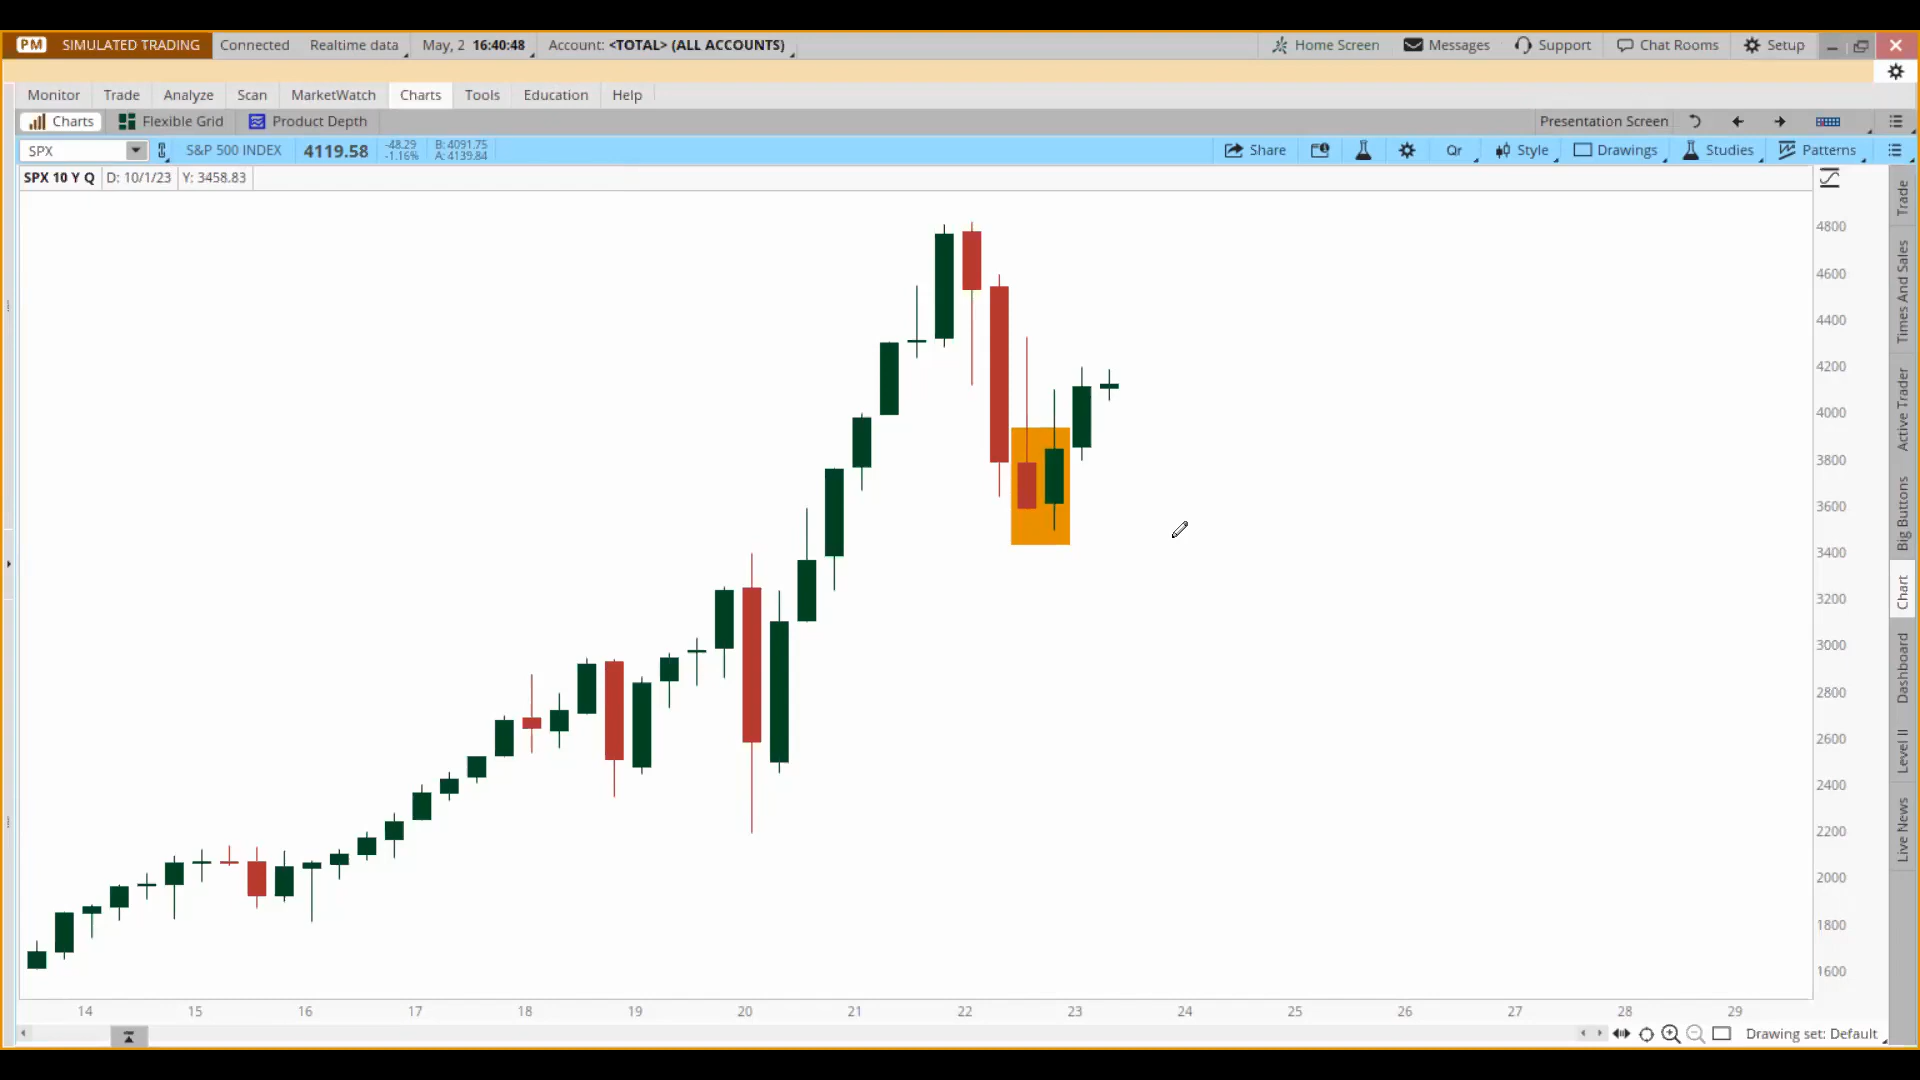 PM SIMULATED TRADING Connected Realtime data May, 2 16:40:48 Account: <TOTAL> (ALL ACCOUNTS) Home Screen Messages Support Chat Rooms Setup
Monitor Trade Analyze Scan MarketWatch Charts Tools Education Help
Charts Flexible Grid Product Depth Presentation Screen
SPX S&P 500 INDEX 4119.58 -48.29 B: 4091.75 Share Qr Style Drawings Studies Patterns
-1.16% A: 4139.84
SPX 10 Y Q D: 10/1/23 Y: 3458.83
4800
4600
4400
4200
4000
3800
3600
3400
3200
3000
2800
2600
2400
2200
2000
1800
1600
14 15 16 17 18 19 20 21 22 23 24 25 26 27 28 29
Drawing set: Default
Trade
Times And Sales
Active Trader
Big Buttons
Chart
Dashboard
Level II
Live News